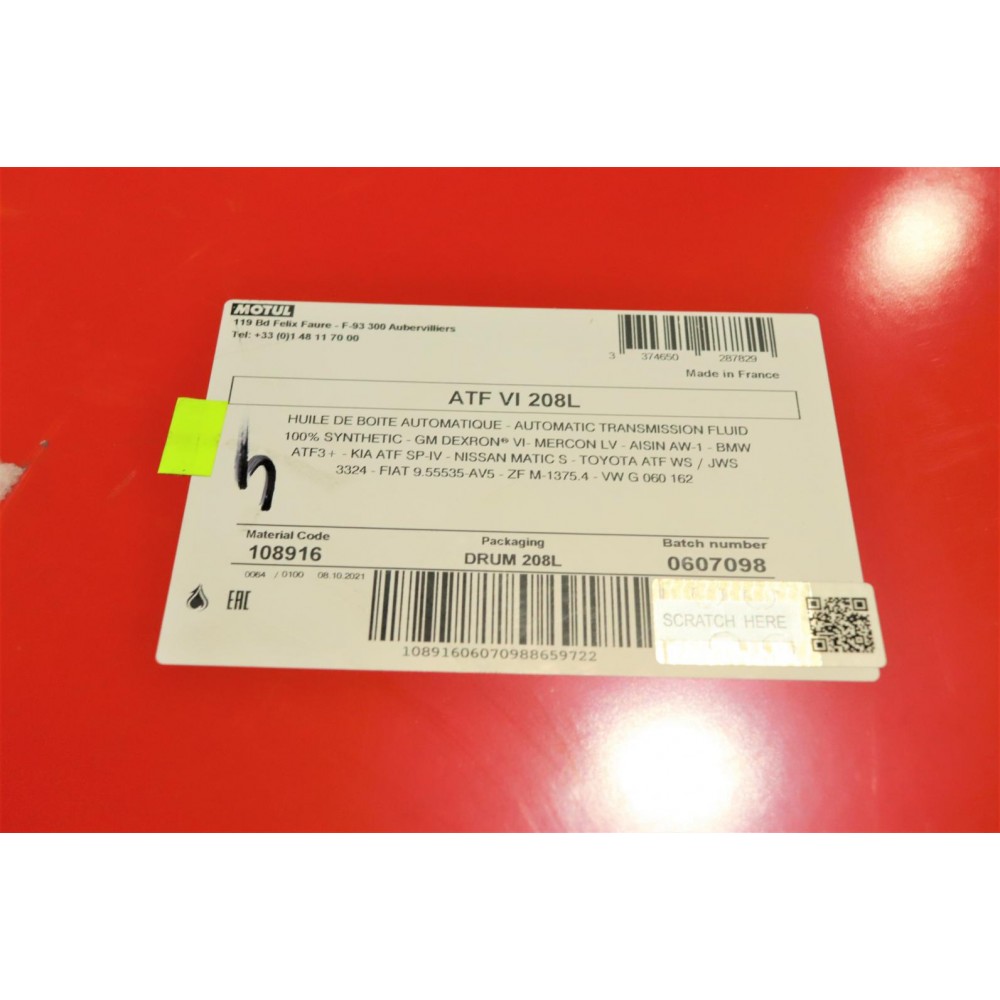 MOTUL
119 Bd Felix Faure - F-93 300 Aubervilliers
Tel: +33 (0)1 48 11 70 00
3 374650 287829
Made in France
ATF VI 208L
HUILE DE BOITE AUTOMATIQUE - AUTOMATIC TRANSMISSION FLUID
100% SYNTHETIC - GM DEXRON® VI- MERCON LV - AISIN AW-1 - BMW
ATF3+ - KIA ATF SP-IV - NISSAN MATIC S - TOYOTA ATF WS / JWS
3324 - FIAT 9.55535-AV5 - ZF M-1375.4 - VW G 060 162
Material Code
108916
Packaging
DRUM 208L
Batch number
0607098
0064 / 0100 08.10.2021
EAC
SCRATCH HERE
10891606070988659722